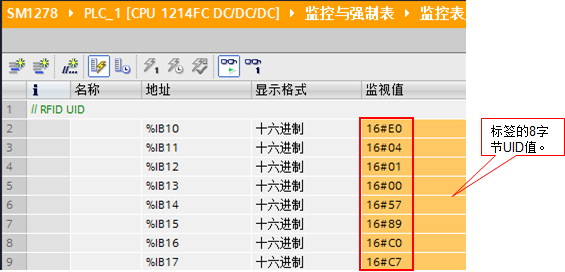 SM1278 ▸ PLC_1 [CPU 1214FC DC/DC/DC] ▸ 监控与强制表 ▸ 监控表
i 名称 地址 显示格式 监视值
1 // RFID UID
2 %IB10 十六进制 16#E0
3 %IB11 十六进制 16#04
4 %IB12 十六进制 16#01
5 %IB13 十六进制 16#00
6 %IB14 十六进制 16#57
7 %IB15 十六进制 16#89
8 %IB16 十六进制 16#C0
9 %IB17 十六进制 16#C7
标签的8字
节UID值。